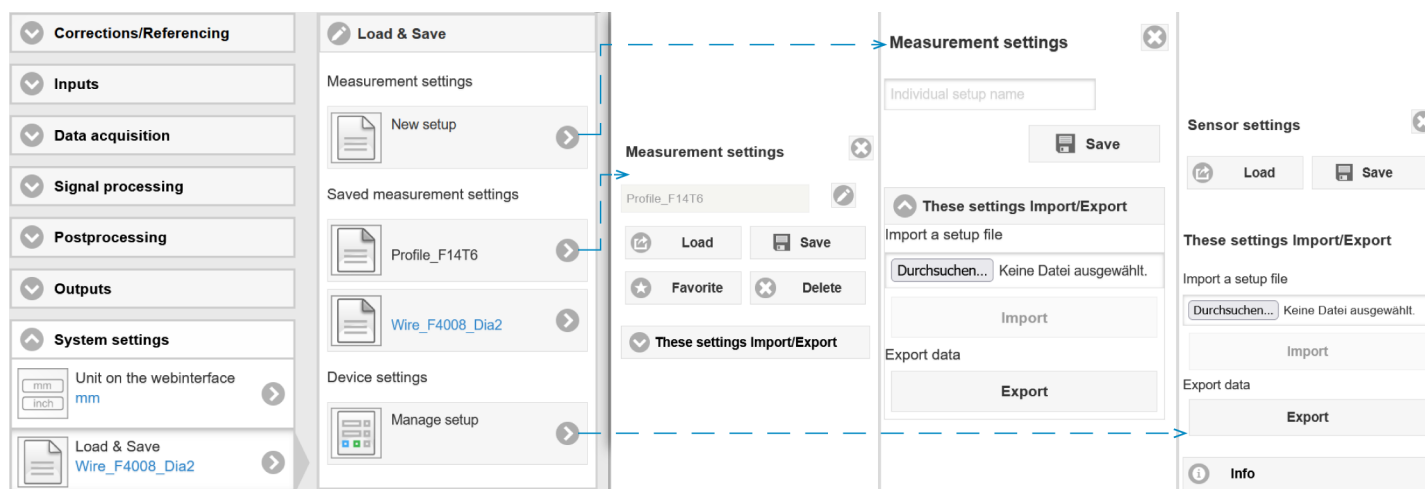 Corrections/Referencing
Inputs
Data acquisition
Signal processing
Postprocessing
Outputs
System settings
mm
inch
Unit on the webinterface
mm
Load & Save
Wire_F4008_Dia2
Load & Save
Measurement settings
New setup
Saved measurement settings
Profile_F14T6
Wire_F4008_Dia2
Device settings
Manage setup
Measurement settings
Profile_F14T6
Load
Save
Favorite
Delete
These settings Import/Export
Measurement settings
Individual setup name
Save
These settings Import/Export
Import a setup file
Durchsuchen... Keine Datei ausgewählt.
Import
Export data
Export
Sensor settings
Load
Save
These settings Import/Export
Import a setup file
Durchsuchen... Keine Datei ausgewählt.
Import
Export data
Export
Info